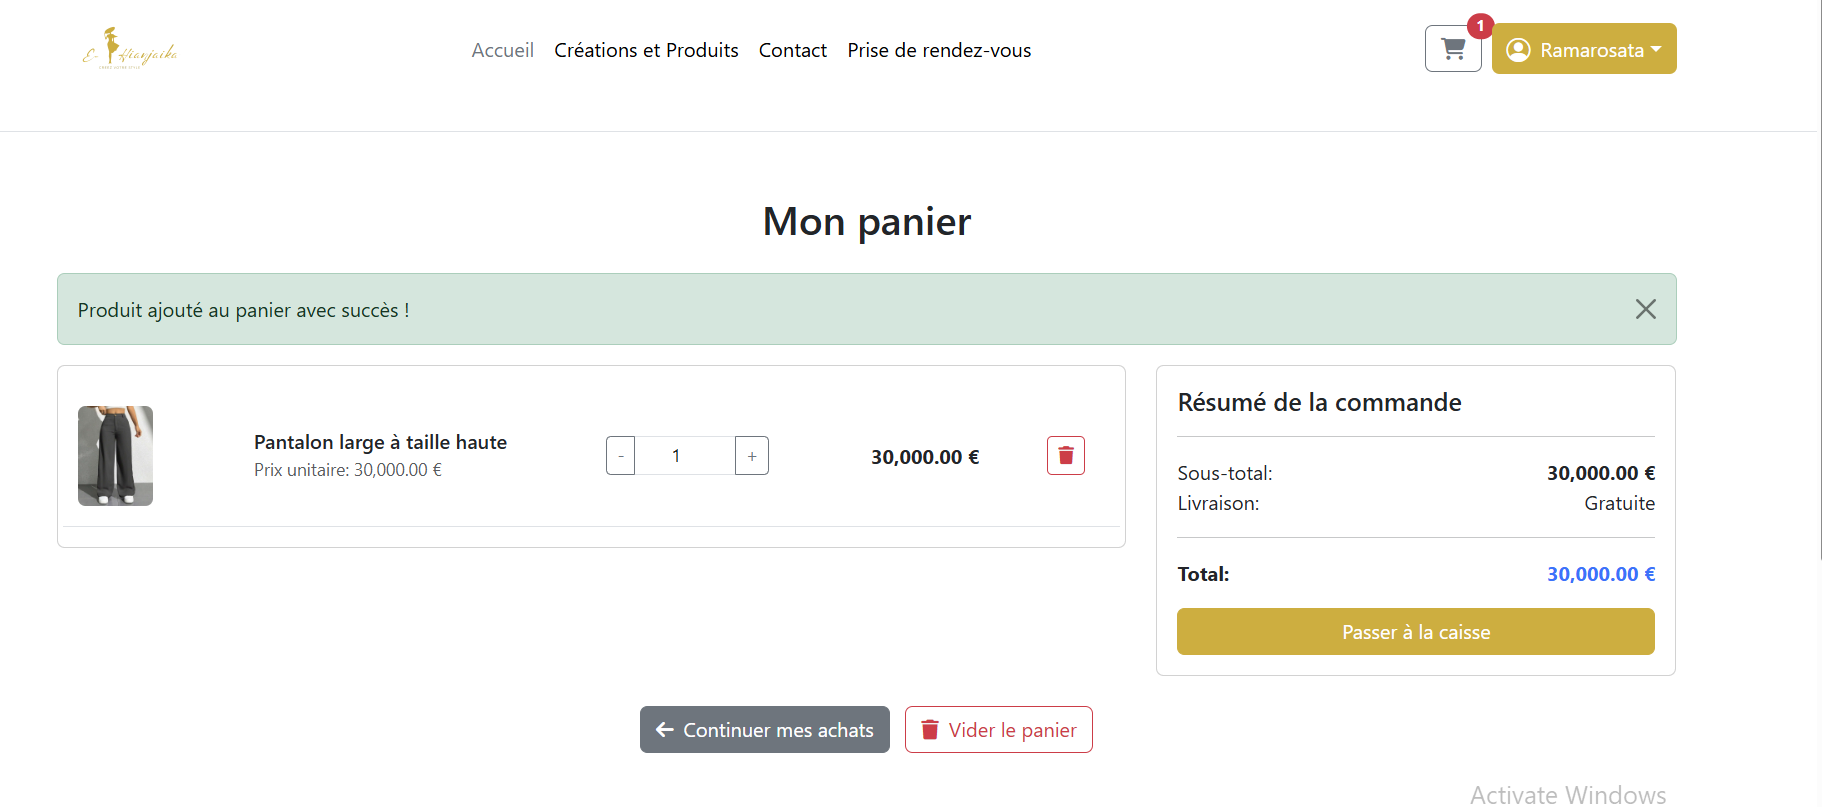 E- Hianjaika
Accueil Créations et Produits Contact Prise de rendez-vous
1
Ramarosata
Mon panier
Produit ajouté au panier avec succès !
Pantalon large à taille haute
Prix unitaire: 30,000.00 €
- 1 +
30,000.00 €
Résumé de la commande
Sous-total: 30,000.00 €
Livraison: Gratuite
Total: 30,000.00 €
Passer à la caisse
Continuer mes achats
Vider le panier
Activate Windows